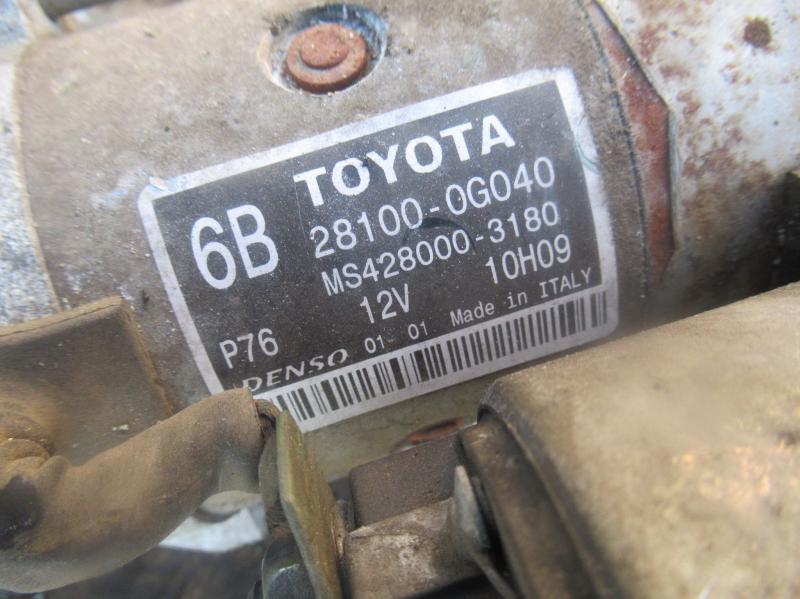 TOYOTA
6B
28100-0G040
MS428000-3180
12V 10H09
P76
DENSO 01-01 Made in ITALY